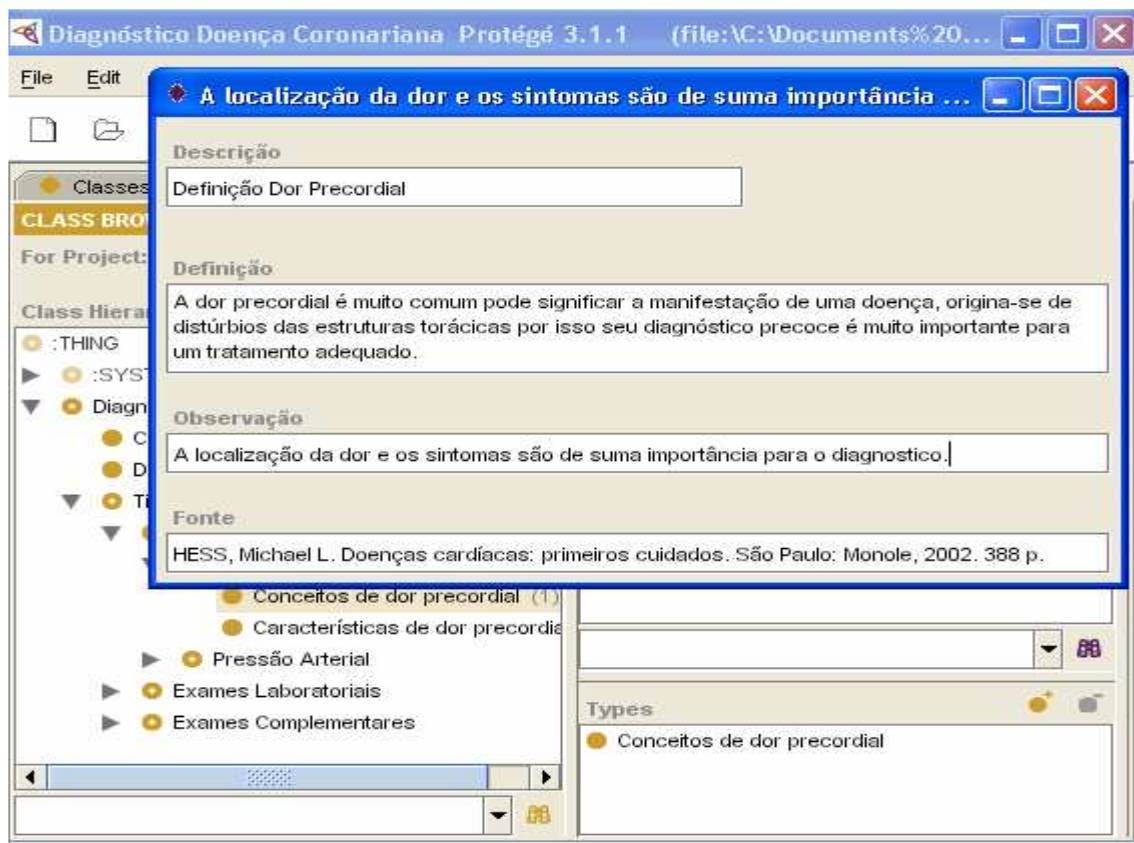 Diagnóstico Doença Coronariana Protégé 3.1.1 (file:\C:\Documents%20...
File Edit
A localização da dor e os sintomas são de suma importância ...
Descrição
Definição Dor Precordial
Definição
A dor precordial é muito comum pode significar a manifestação de uma doença, origina-se de
distúrbios das estruturas torácicas por isso seu diagnóstico precoce é muito importante para
um tratamento adequado.
Observação
A localização da dor e os sintomas são de suma importância para o diagnostico.
Fonte
HESS, Michael L. Doenças cardíacas: primeiros cuidados. São Paulo: Monole, 2002. 388 p.
Classes
CLASS BRO
For Project:
Class Hiera
:THING
:SYST
Diagn
C
D
Ti
Conceitos de dor precordial (1)
Características de dor precordia
Pressão Arterial
Exames Laboratoriais
Exames Complementares
Types
Conceitos de dor precordial